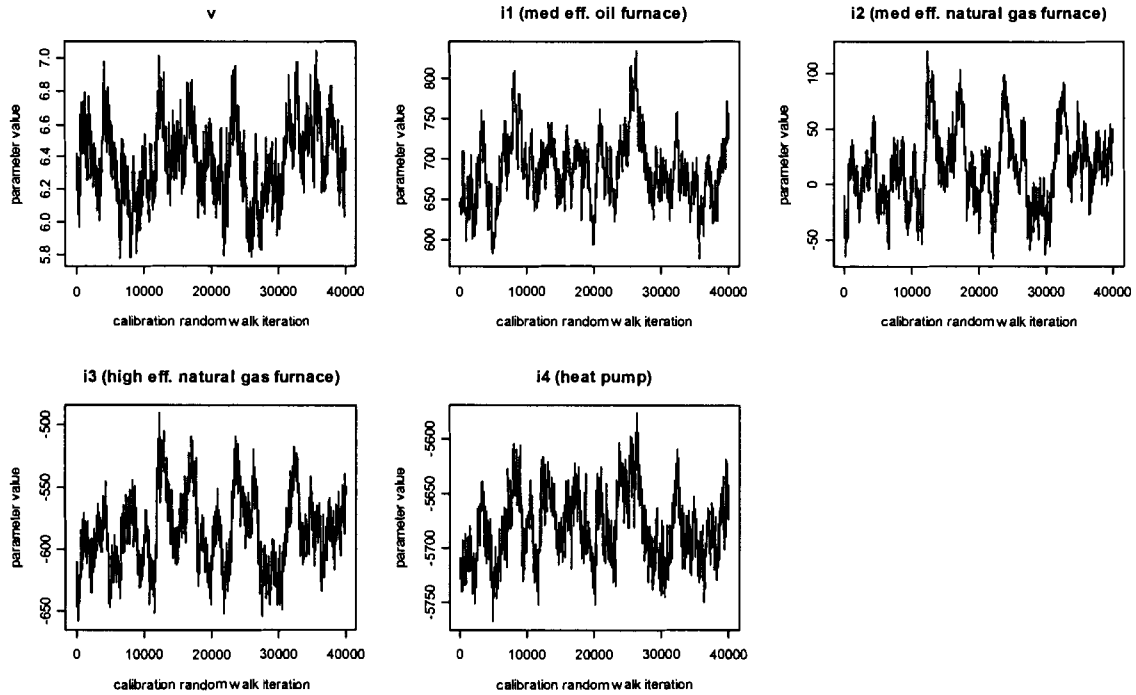 v
i1 (med eff. oil furnace)
i2 (med eff. natural gas furnace)
parameter value
5.8 6.0 6.2 6.4 6.6 6.8 7.0
0 10000 20000 30000 40000
calibration random walk iteration
parameter value
600 650 700 750 800
0 10000 20000 30000 40000
calibration random walk iteration
parameter value
-50 0 50 100
0 10000 20000 30000 40000
calibration random walk iteration
i3 (high eff. natural gas furnace)
i4 (heat pump)
parameter value
-650 -600 -550 -500
0 10000 20000 30000 40000
calibration random walk iteration
parameter value
-5750 -5700 -5650 -5600
0 10000 20000 30000 40000
calibration random walk iteration